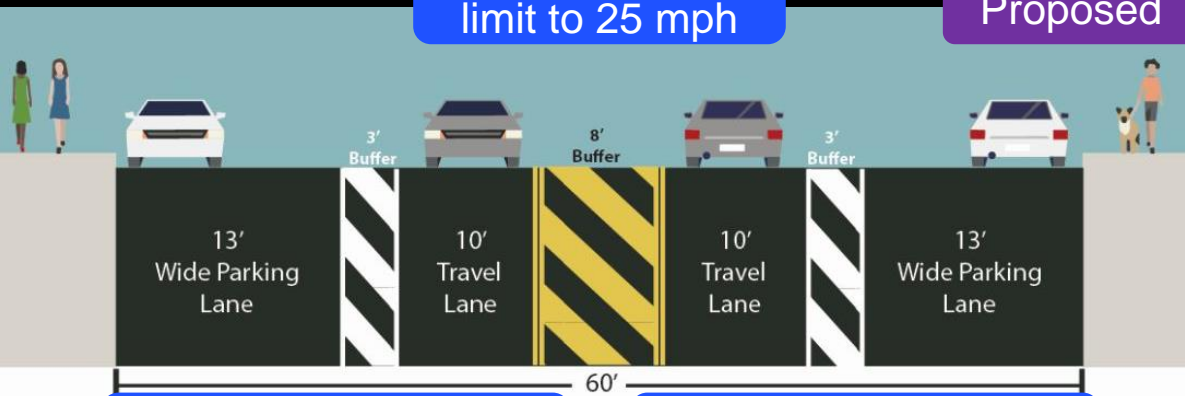 limit to 25 mph
Proposed
3'
Buffer
8'
Buffer
3'
Buffer
13'
Wide Parking
Lane
10'
Travel
Lane
10'
Travel
Lane
13'
Wide Parking
Lane
60'